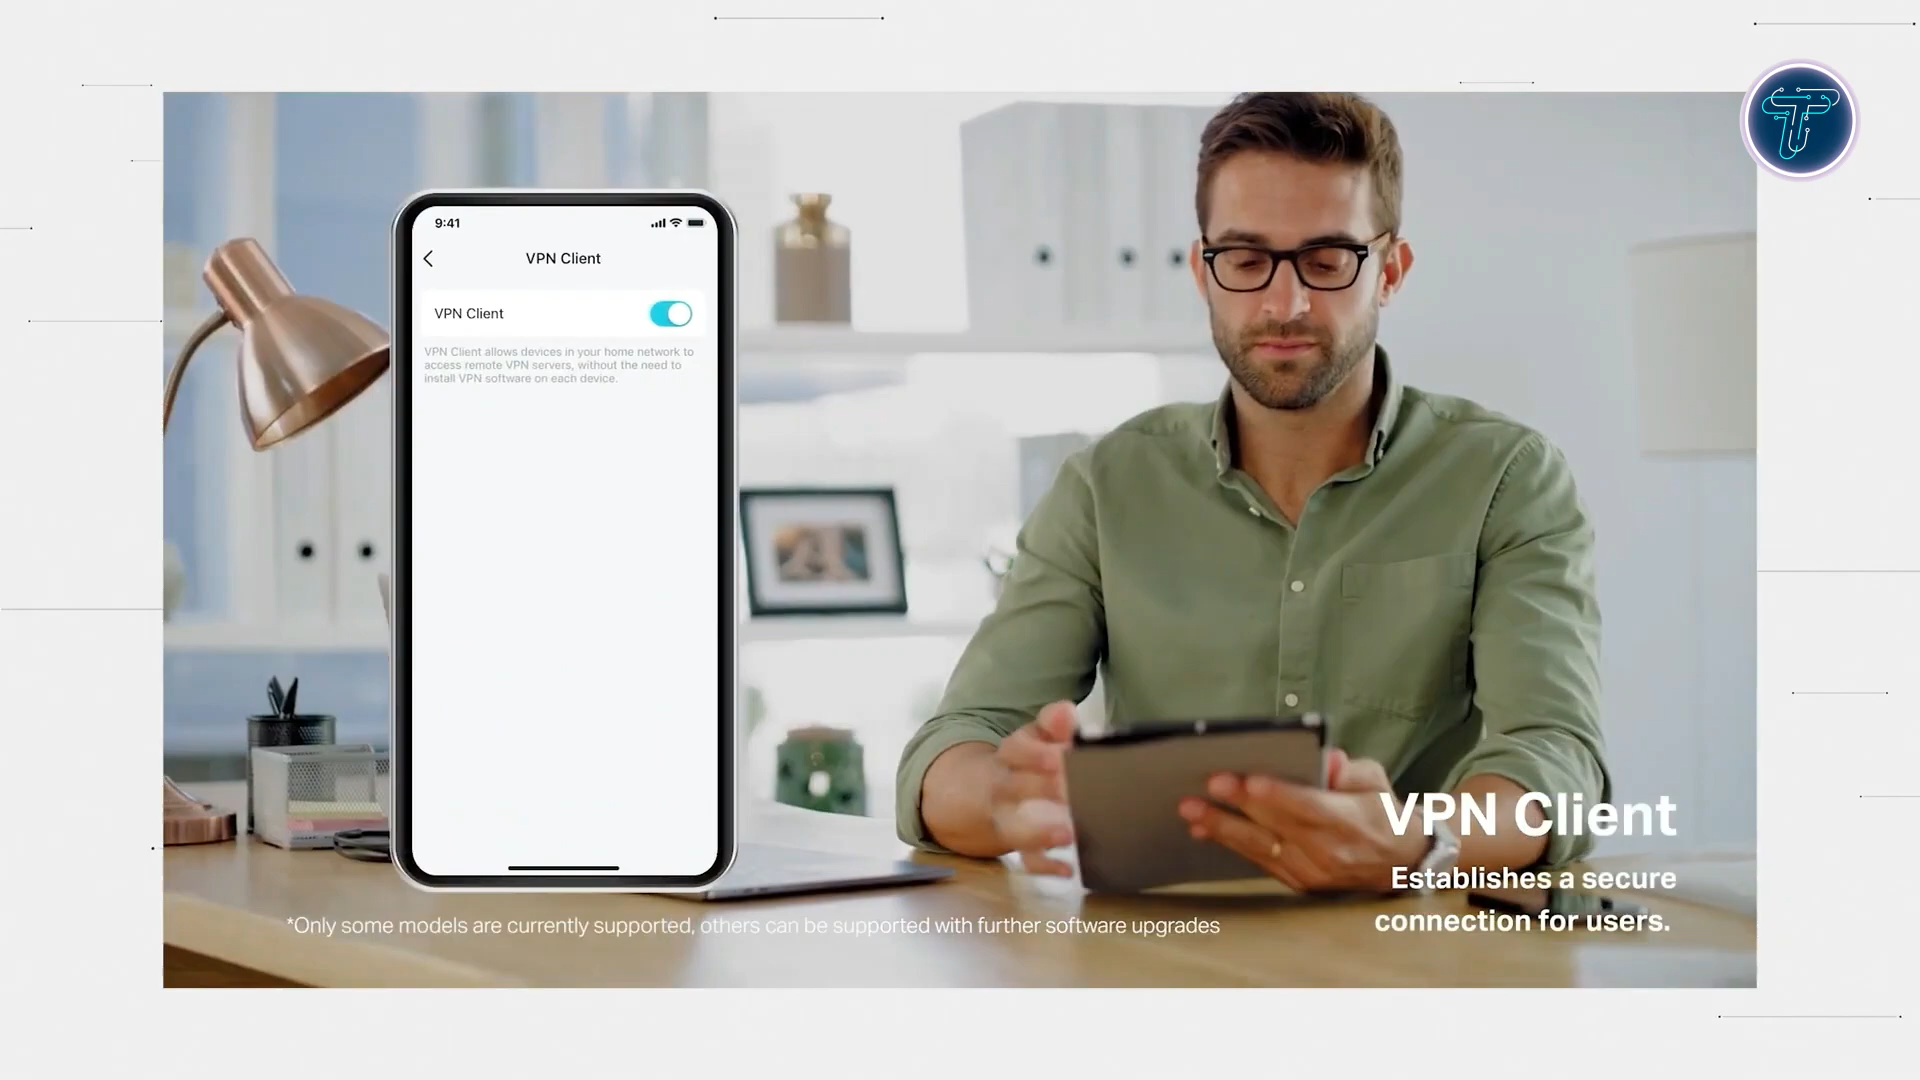 9:41
VPN Client
VPN Client
VPN Client allows devices in your home network to
access remote VPN servers, without the need to
install VPN software on each device.
VPN Client
Establishes a secure
connection for users.
*Only some models are currently supported, others can be supported with further software upgrades